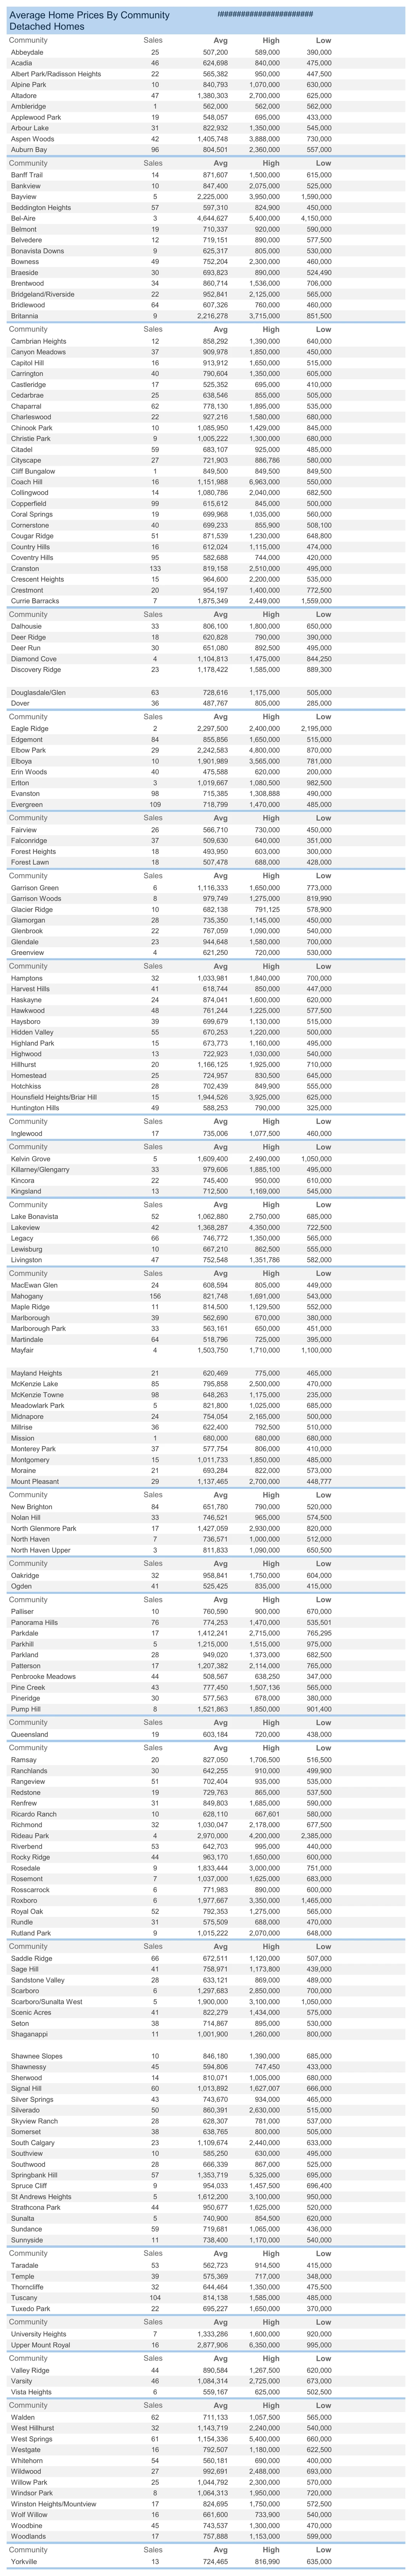 Average Home Prices By Community ########################
Detached Homes
Community Sales Avg High Low
Abbeydale 25 507,200 589,000 390,000
Acadia 46 624,698 840,000 475,000
Albert Park/Radisson Heights 22 565,382 950,000 447,500
Alpine Park 10 840,793 1,070,000 630,000
Altadore 47 1,380,303 2,700,000 625,000
Ambleridge 1 562,000 562,000 562,000
Applewood Park 19 548,057 695,000 433,000
Arbour Lake 31 822,932 1,350,000 545,000
Aspen Woods 42 1,405,748 3,888,000 730,000
Auburn Bay 96 804,501 2,360,000 557,000
Community Sales Avg High Low
Banff Trail 14 871,607 1,500,000 615,000
Bankview 10 847,400 2,075,000 525,000
Bayview 5 2,225,000 3,950,000 1,590,000
Beddington Heights 57 597,310 824,900 450,000
Bel-Aire 3 4,644,627 5,400,000 4,150,000
Belmont 19 710,337 920,000 590,000
Belvedere 12 719,151 890,000 577,500
Bonavista Downs 9 625,317 805,000 530,000
Bowness 49 752,204 2,300,000 460,000
Braeside 30 693,823 890,000 524,490
Brentwood 34 860,714 1,536,000 706,000
Bridgeland/Riverside 22 952,841 2,125,000 565,000
Bridlewood 64 607,326 760,000 460,000
Britannia 9 2,216,278 3,715,000 851,500
Community Sales Avg High Low
Cambrian Heights 12 858,292 1,390,000 640,000
Canyon Meadows 37 909,978 1,850,000 450,000
Capitol Hill 16 913,912 1,650,000 515,000
Carrington 40 790,604 1,350,000 605,000
Castleridge 17 525,352 695,000 410,000
Cedarbrae 25 638,546 855,000 505,000
Chaparral 62 778,130 1,895,000 535,000
Charleswood 22 927,216 1,580,000 680,000
Chinook Park 10 1,085,950 1,429,000 845,000
Christie Park 9 1,005,222 1,300,000 680,000
Citadel 59 683,107 925,000 485,000
Cityscape 27 721,903 886,786 580,000
Cliff Bungalow 1 849,500 849,500 849,500
Coach Hill 16 1,151,988 6,963,000 550,000
Collingwood 14 1,080,786 2,040,000 682,500
Copperfield 99 615,612 845,000 500,000
Coral Springs 19 699,968 1,035,000 560,000
Cornerstone 40 699,233 855,900 508,100
Cougar Ridge 51 871,539 1,230,000 648,800
Country Hills 16 612,024 1,115,000 474,000
Coventry Hills 95 582,688 744,000 420,000
Cranston 133 819,158 2,510,000 495,000
Crescent Heights 15 964,600 2,200,000 535,000
Crestmont 20 954,197 1,400,000 772,500
Currie Barracks 7 1,875,349 2,449,000 1,559,000
Community Sales Avg High Low
Dalhousie 33 806,100 1,800,000 650,000
Deer Ridge 18 620,828 790,000 390,000
Deer Run 30 651,080 892,500 495,000
Diamond Cove 4 1,104,813 1,475,000 844,250
Discovery Ridge 23 1,178,422 1,585,000 889,300
Douglasdale/Glen 63 728,616 1,175,000 505,000
Dover 36 487,767 805,000 285,000
Community Sales Avg High Low
Eagle Ridge 2 2,297,500 2,400,000 2,195,000
Edgemont 84 855,856 1,650,000 515,000
Elbow Park 29 2,242,583 4,800,000 870,000
Elboya 10 1,901,989 3,565,000 781,000
Erin Woods 40 475,588 620,000 200,000
Erlton 3 1,019,667 1,080,500 982,500
Evanston 98 715,385 1,308,888 490,000
Evergreen 109 718,799 1,470,000 485,000
Community Sales Avg High Low
Fairview 26 566,710 730,000 450,000
Falconridge 37 509,630 640,000 351,000
Forest Heights 18 493,950 603,000 300,000
Forest Lawn 18 507,478 688,000 428,000
Community Sales Avg High Low
Garrison Green 6 1,116,333 1,650,000 773,000
Garrison Woods 8 979,749 1,275,000 819,990
Glacier Ridge 10 682,138 791,125 578,900
Glamorgan 28 735,350 1,145,000 450,000
Glenbrook 22 767,059 1,090,000 540,000
Glendale 23 944,648 1,580,000 700,000
Greenview 4 621,250 720,000 530,000
Community Sales Avg High Low
Hamptons 32 1,033,981 1,840,000 700,000
Harvest Hills 41 618,744 850,000 447,000
Haskayne 24 874,041 1,600,000 620,000
Hawkwood 48 761,244 1,225,000 577,500
Haysboro 39 699,679 1,130,000 515,000
Hidden Valley 55 670,253 1,220,000 500,000
Highland Park 15 673,773 1,160,000 495,000
Highwood 13 722,923 1,030,000 540,000
Hillhurst 20 1,166,125 1,925,000 710,000
Homestead 25 724,957 830,500 645,000
Hotchkiss 28 702,439 849,900 555,000
Hounsfield Heights/Briar Hill 15 1,944,526 3,925,000 625,000
Huntington Hills 49 588,253 790,000 325,000
Community Sales Avg High Low
Inglewood 17 735,006 1,077,500 460,000
Community Sales Avg High Low
Kelvin Grove 5 1,609,400 2,490,000 1,050,000
Killarney/Glengarry 33 979,606 1,885,100 495,000
Kincora 22 745,400 950,000 610,000
Kingsland 13 712,500 1,169,000 545,000
Community Sales Avg High Low
Lake Bonavista 52 1,062,880 2,750,000 685,000
Lakeview 42 1,368,287 4,350,000 722,500
Legacy 66 746,772 1,350,000 565,000
Lewisburg 10 667,210 862,500 555,000
Livingston 47 752,548 1,351,786 582,000
Community Sales Avg High Low
MacEwan Glen 24 608,594 805,000 449,000
Mahogany 156 821,748 1,691,000 543,000
Maple Ridge 11 814,500 1,129,500 552,000
Marlborough 39 562,690 670,000 380,000
Marlborough Park 33 563,161 650,000 451,000
Martindale 64 518,796 725,000 395,000
Mayfair 4 1,503,750 1,710,000 1,100,000
Mayland Heights 21 620,469 775,000 465,000
McKenzie Lake 85 795,858 2,500,000 470,000
McKenzie Towne 98 648,263 1,175,000 235,000
Meadowlark Park 5 821,800 1,025,000 685,000
Midnapore 24 754,054 2,165,000 500,000
Millrise 36 622,400 792,500 510,000
Mission 1 680,000 680,000 680,000
Monterey Park 37 577,754 806,000 410,000
Montgomery 15 1,011,733 1,850,000 485,000
Moraine 21 693,284 822,000 573,000
Mount Pleasant 29 1,137,465 2,700,000 448,777
Community Sales Avg High Low
New Brighton 84 651,780 790,000 520,000
Nolan Hill 33 746,521 965,000 574,500
North Glenmore Park 17 1,427,059 2,930,000 820,000
North Haven 7 736,571 1,000,000 512,000
North Haven Upper 3 811,833 1,090,000 650,500
Community Sales Avg High Low
Oakridge 32 958,841 1,750,000 604,000
Ogden 41 525,425 835,000 415,000
Community Sales Avg High Low
Palliser 10 760,590 900,000 670,000
Panorama Hills 76 774,253 1,470,000 535,501
Parkdale 17 1,412,241 2,715,000 765,295
Parkhill 5 1,215,000 1,515,000 975,000
Parkland 28 949,020 1,373,000 682,500
Patterson 17 1,207,382 2,114,000 765,000
Penbrooke Meadows 44 508,567 638,250 347,000
Pine Creek 43 777,450 1,507,136 565,000
Pineridge 30 577,563 678,000 380,000
Pump Hill 8 1,521,863 1,850,000 901,400
Community Sales Avg High Low
Queensland 19 603,184 720,000 438,000
Community Sales Avg High Low
Ramsay 20 827,050 1,706,500 516,500
Ranchlands 30 642,255 910,000 499,900
Rangeview 51 702,404 935,000 535,000
Redstone 19 729,763 865,000 537,500
Renfrew 31 849,803 1,685,000 590,000
Ricardo Ranch 10 628,110 667,601 580,000
Richmond 32 1,030,047 2,178,000 677,500
Rideau Park 4 2,970,000 4,200,000 2,385,000
Riverbend 53 642,703 995,000 440,000
Rocky Ridge 44 963,170 1,650,000 600,000
Rosedale 9 1,833,444 3,000,000 751,000
Rosemont 7 1,037,000 1,625,000 683,000
Rosscarrock 6 771,983 890,000 600,000
Roxboro 6 1,977,667 3,350,000 1,465,000
Royal Oak 52 792,353 1,275,000 565,000
Rundle 31 575,509 688,000 470,000
Rutland Park 9 1,015,222 2,070,000 648,000
Community Sales Avg High Low
Saddle Ridge 66 672,511 1,120,000 507,000
Sage Hill 41 758,971 1,173,800 439,000
Sandstone Valley 28 633,121 869,000 489,000
Scarboro 6 1,297,683 2,850,000 700,000
Scarboro/Sunalta West 5 1,900,000 3,100,000 1,050,000
Scenic Acres 41 822,279 1,434,000 575,000
Seton 38 714,867 895,000 530,000
Shaganappi 11 1,001,900 1,260,000 800,000
Shawnee Slopes 10 846,180 1,390,000 685,000
Shawnessy 45 594,806 747,450 433,000
Sherwood 14 810,071 1,005,000 680,000
Signal Hill 60 1,013,892 1,627,007 666,000
Silver Springs 43 743,670 934,000 465,000
Silverado 50 860,391 2,630,000 515,000
Skyview Ranch 28 628,307 781,000 537,000
Somerset 38 638,765 800,000 505,000
South Calgary 23 1,109,674 2,440,000 633,000
Southview 10 585,250 630,000 495,000
Southwood 28 666,339 867,000 525,000
Springbank Hill 57 1,353,719 5,325,000 695,000
Spruce Cliff 9 954,033 1,457,500 696,400
St Andrews Heights 5 1,612,200 3,100,000 950,000
Strathcona Park 44 950,677 1,625,000 520,000
Sunalta 5 740,900 854,500 620,000
Sundance 59 719,681 1,065,000 436,000
Sunnyside 11 738,400 1,170,000 540,000
Community Sales Avg High Low
Taradale 53 562,723 914,500 415,000
Temple 39 575,369 717,000 348,000
Thorncliffe 32 644,464 1,350,000 475,500
Tuscany 104 814,138 1,585,000 485,000
Tuxedo Park 22 695,227 1,650,000 370,000
Community Sales Avg High Low
University Heights 7 1,333,286 1,600,000 920,000
Upper Mount Royal 16 2,877,906 6,350,000 995,000
Community Sales Avg High Low
Valley Ridge 44 890,584 1,267,500 620,000
Varsity 46 1,084,314 2,725,000 673,000
Vista Heights 6 559,167 625,000 502,500
Community Sales Avg High Low
Walden 62 711,133 1,057,500 565,000
West Hillhurst 32 1,143,719 2,240,000 540,000
West Springs 61 1,154,336 5,400,000 660,000
Westgate 16 792,507 1,180,000 622,500
Whitehorn 54 560,181 690,000 400,000
Wildwood 27 992,691 2,488,000 693,000
Willow Park 25 1,044,792 2,300,000 570,000
Windsor Park 8 1,064,313 1,950,000 720,000
Winston Heights/Mountview 17 824,695 1,750,000 572,500
Wolf Willow 16 661,600 733,900 540,000
Woodbine 45 743,537 1,300,000 470,000
Woodlands 17 757,888 1,153,000 599,000
Community Sales Avg High Low
Yorkville 13 724,465 816,990 635,000